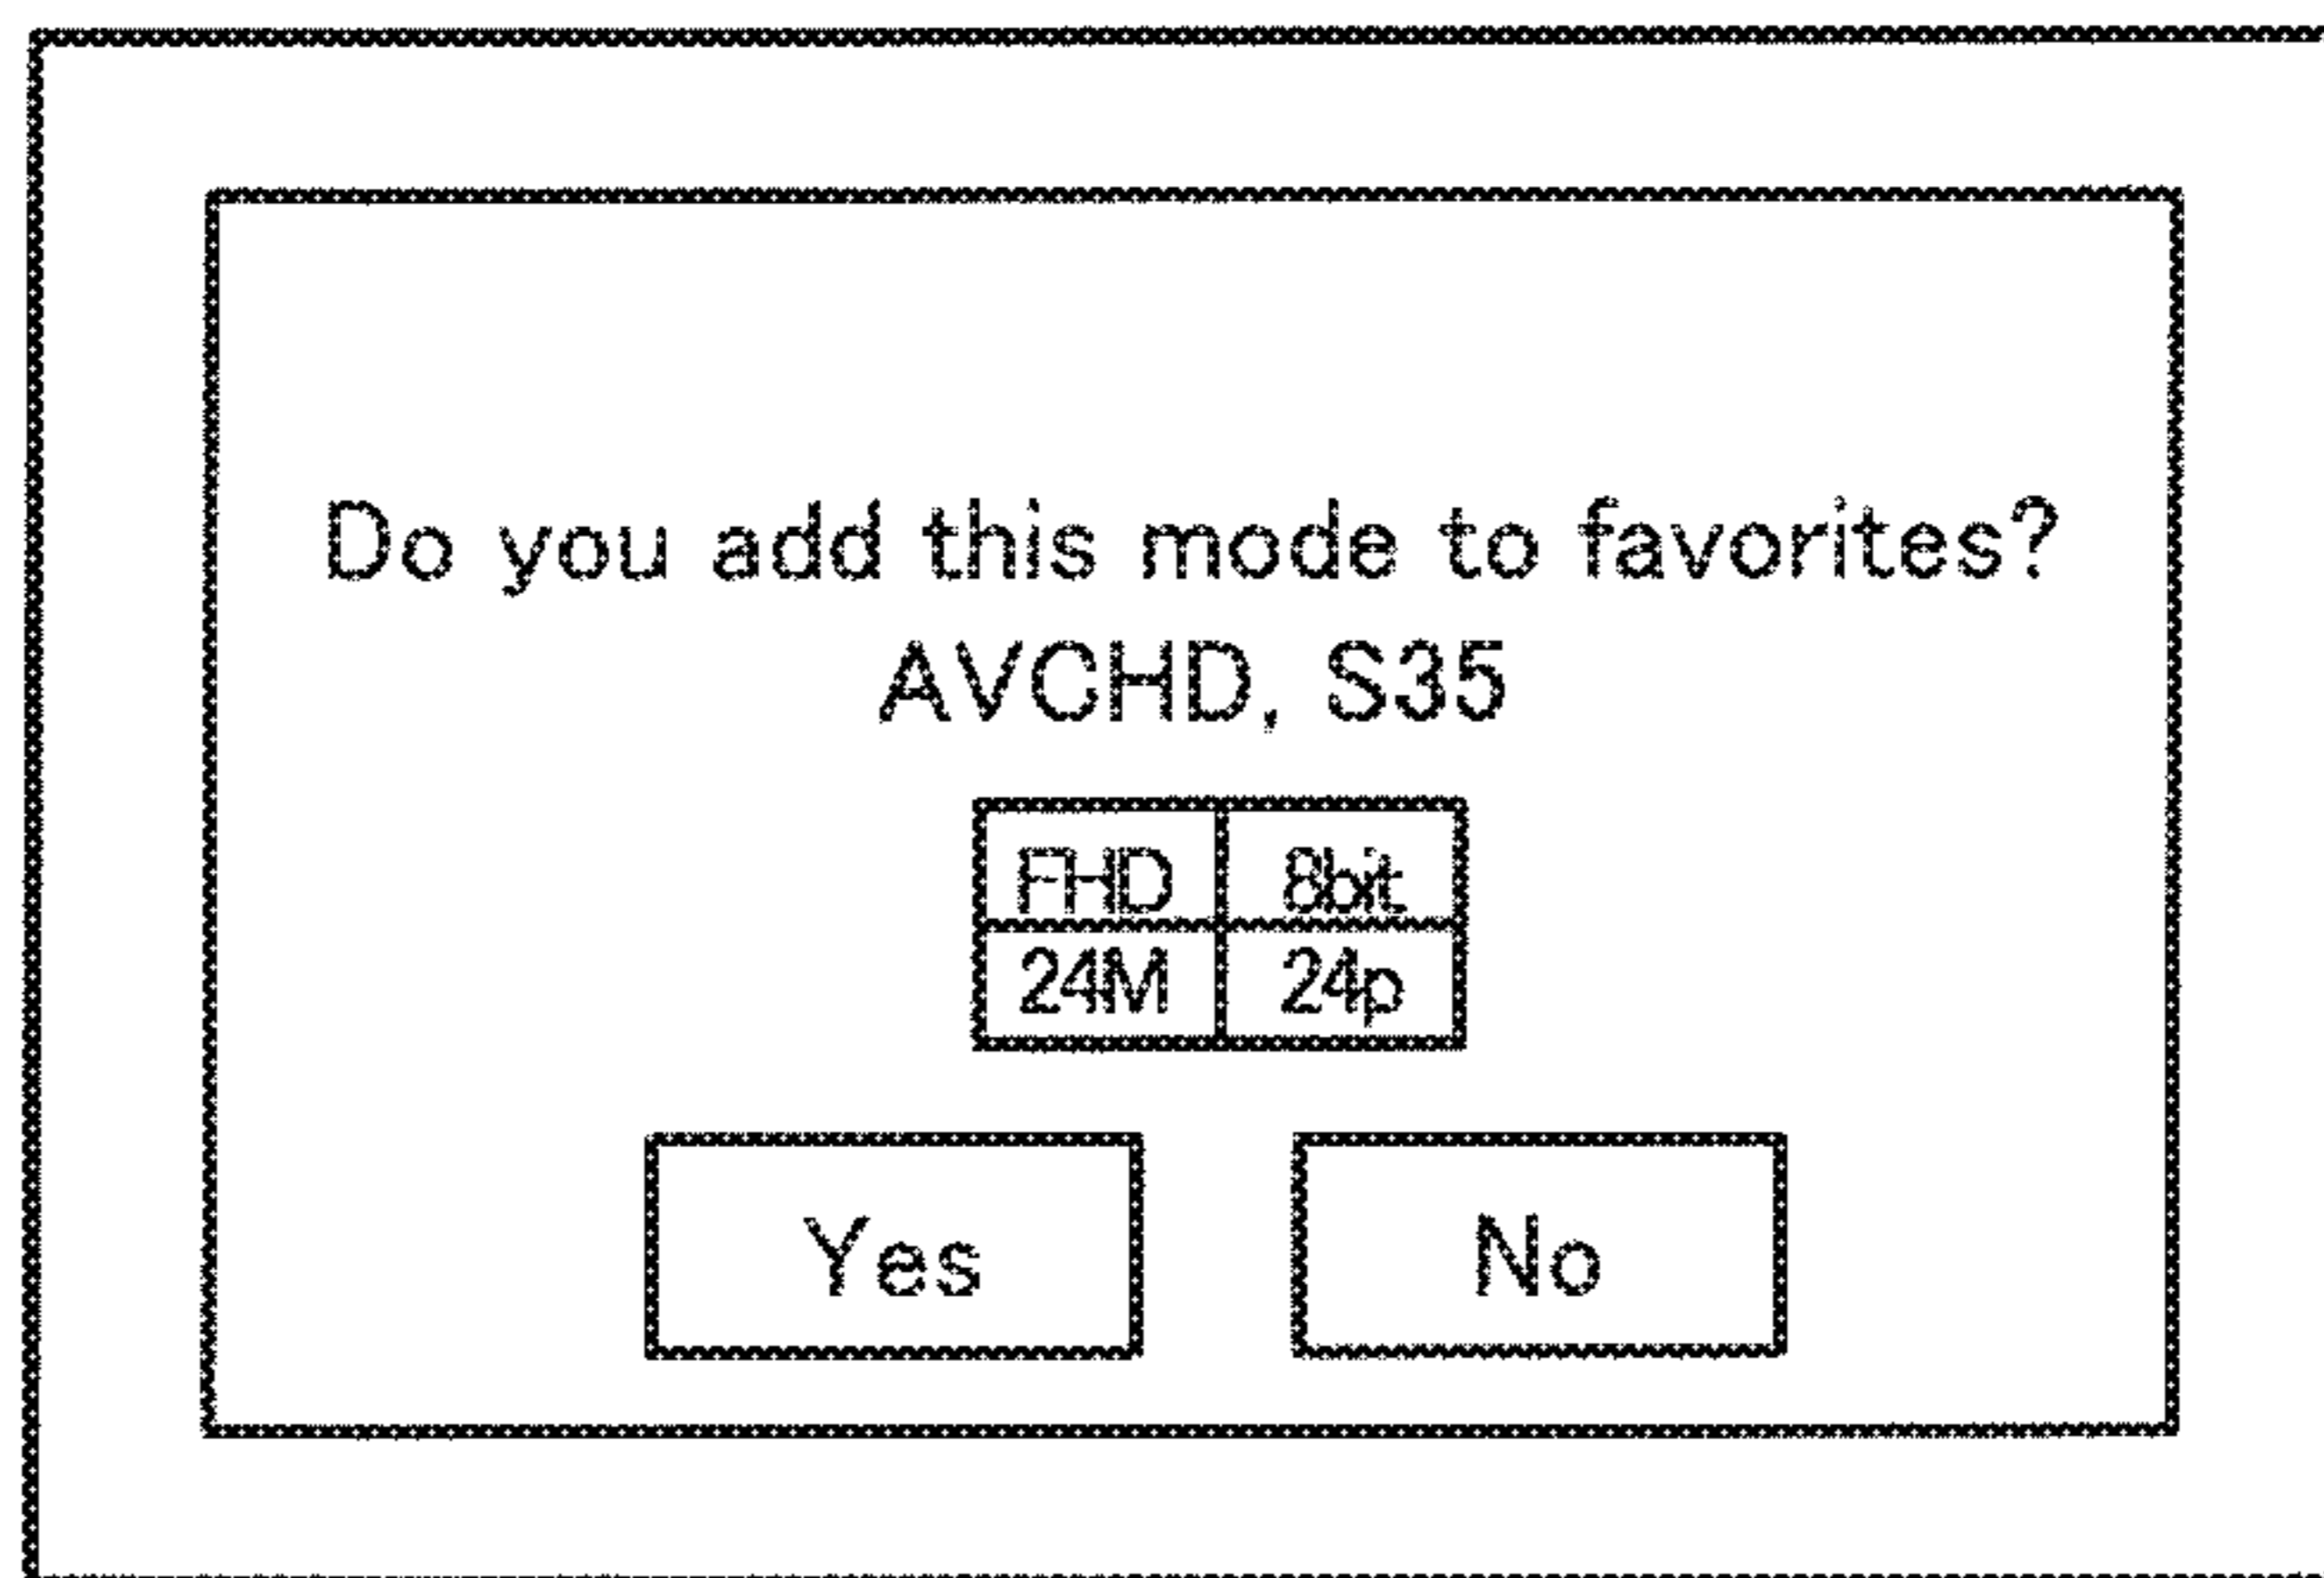 Do you add this mode to favorites?
AVCHD, S35
FHD 8bit
24M 24p
Yes No